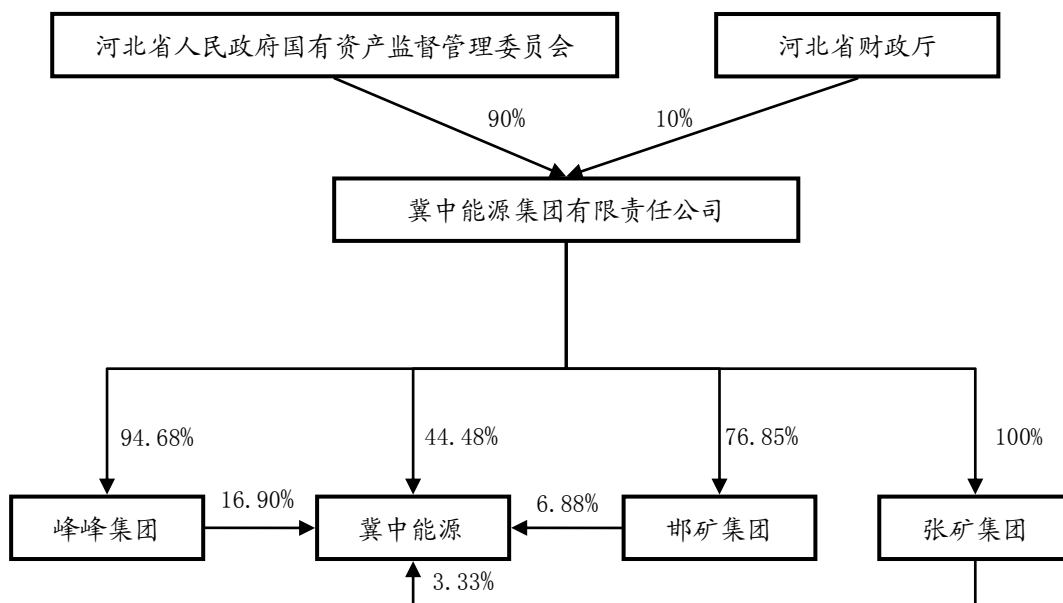 河北省人民政府国有资产监督管理委员会
河北省财政厅
90%
10%
冀中能源集团有限责任公司
94.68%
44.48%
76.85%
100%
峰峰集团
16.90%
冀中能源
6.88%
邯矿集团
张矿集团
3.33%